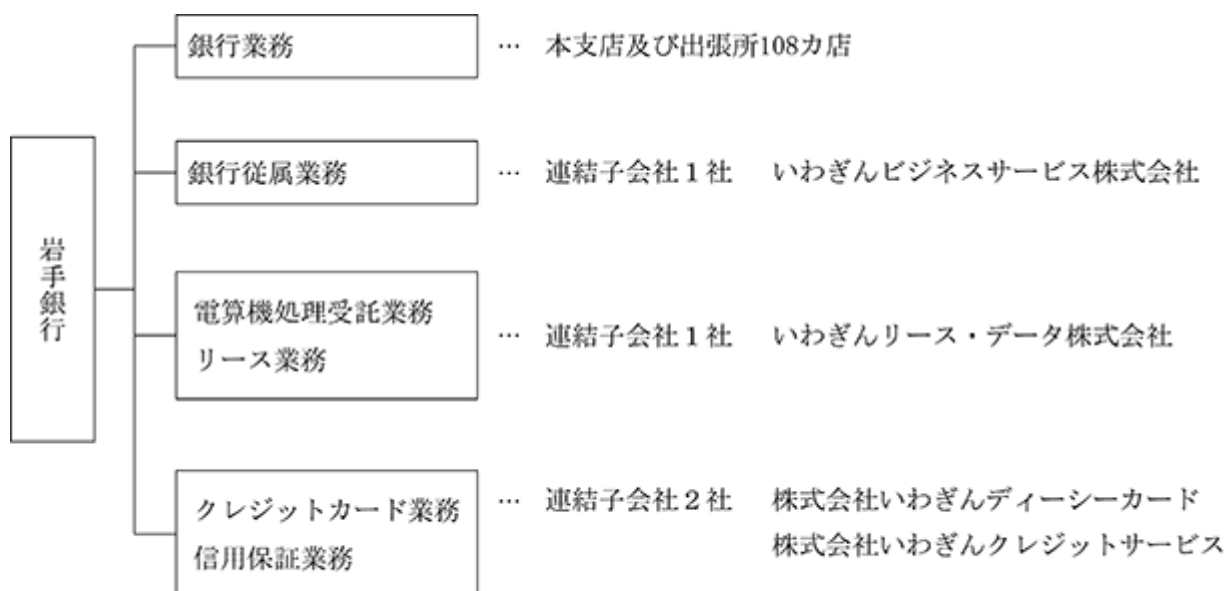 岩手銀行
銀行業務 … 本支店及び出張所108カ店
銀行従属業務 … 連結子会社1社 いわぎんビジネスサービス株式会社
電算機処理受託業務
リース業務
… 連結子会社1社 いわぎんリース・データ株式会社
クレジットカード業務
信用保証業務
… 連結子会社2社 株式会社いわぎんディーシーカード
株式会社いわぎんクレジットサービス